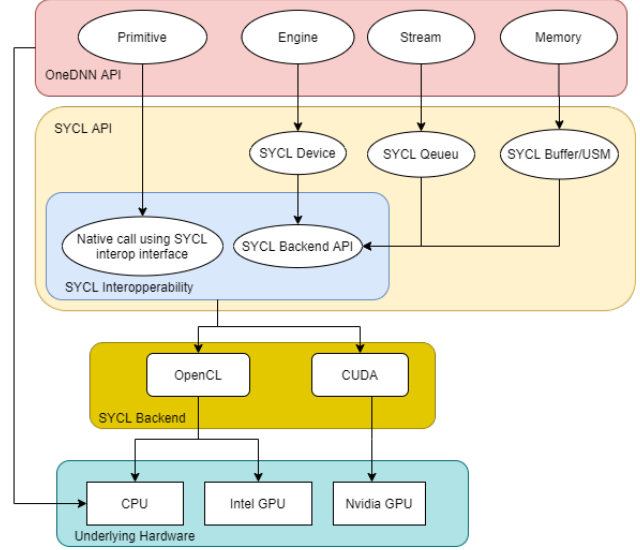 Primitive
Engine
Stream
Memory
OneDNN API
SYCL API
SYCL Device
SYCL Qeueu
SYCL Buffer/USM
Native call using SYCL
interop interface
SYCL Backend API
SYCL Interopperability
OpenCL
CUDA
SYCL Backend
CPU
Intel GPU
Nvidia GPU
Underlying Hardware